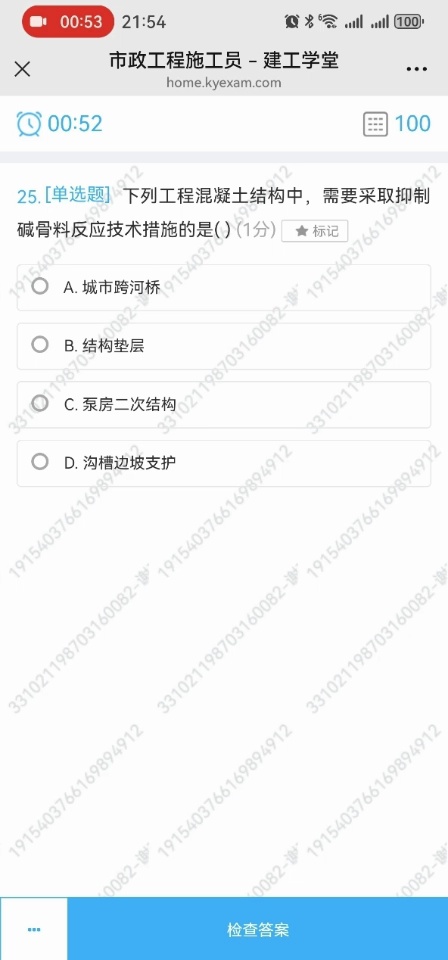 00:53 21:54 6 100
市政工程施工员 – 建工学堂
home.kyexam.com
00:52 100
25. [单选题] 下列工程混凝土结构中，需要采取抑制
碱骨料反应技术措施的是( ) (1分) ★ 标记
A. 城市跨河桥
B. 结构垫层
C. 泵房二次结构
D. 沟槽边坡支护
191540376616989４912
331021198703160082-谢
检查答案